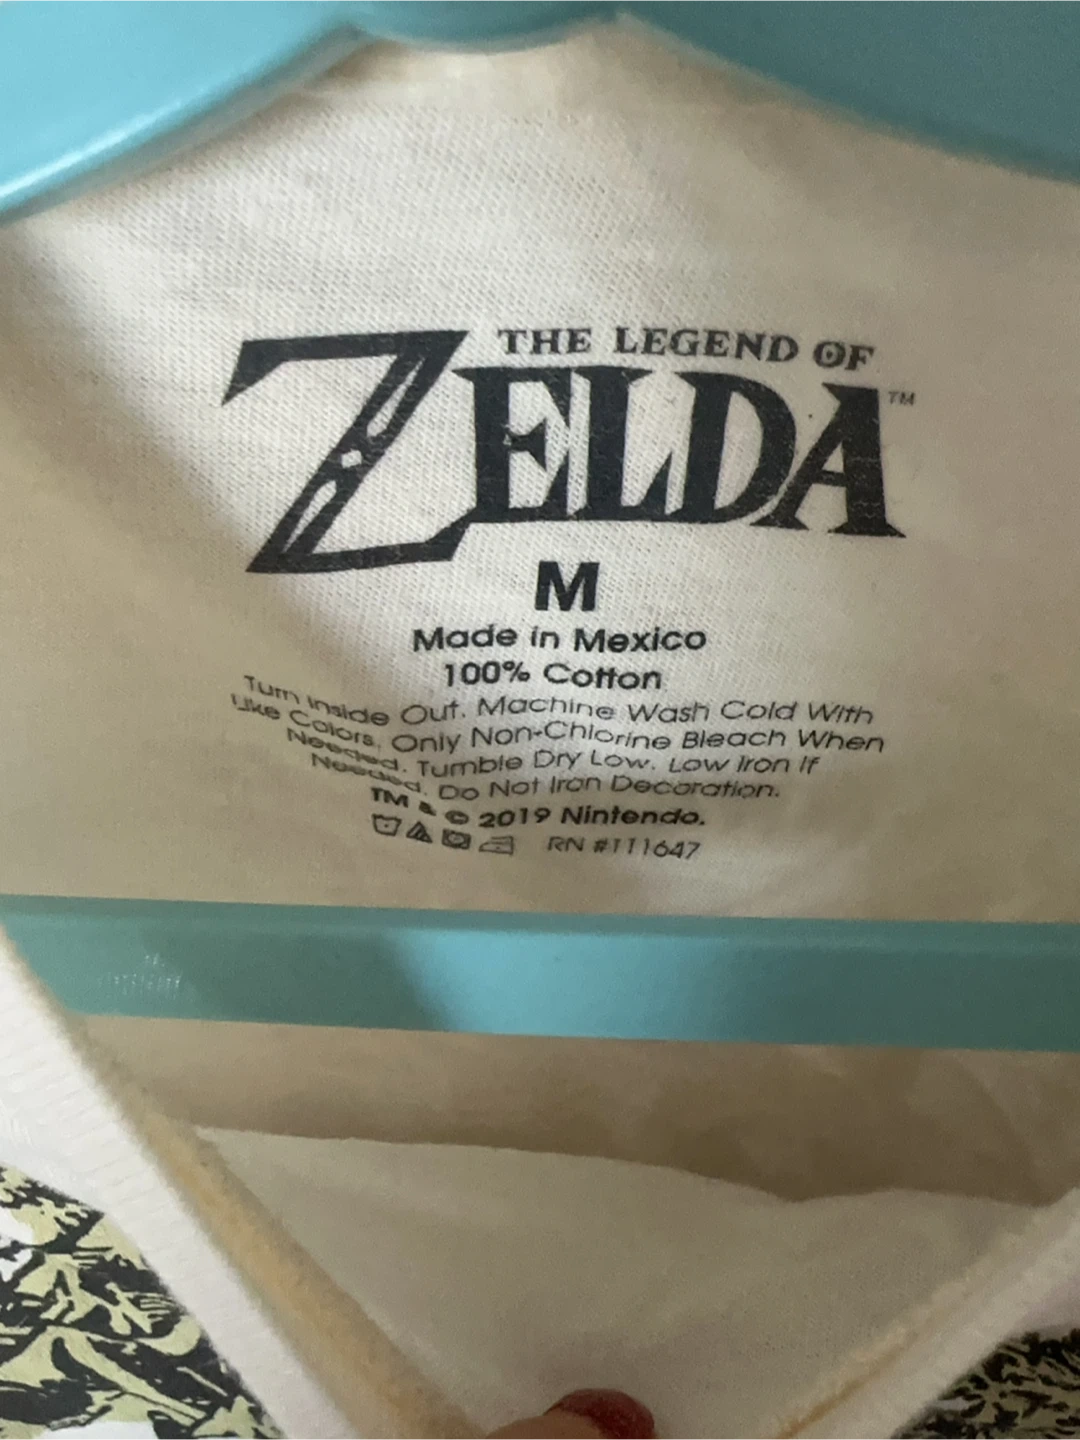 THE LEGEND OF
ZELDA™
M
Made in Mexico
100% Cotton
Turn Inside Out. Machine Wash Cold With
Like Colors. Only Non-Chlorine Bleach When
Needed. Tumble Dry Low. Low Iron If
Needed. Do Not Iron Decoration.
TM & © 2019 Nintendo.
RN #111647